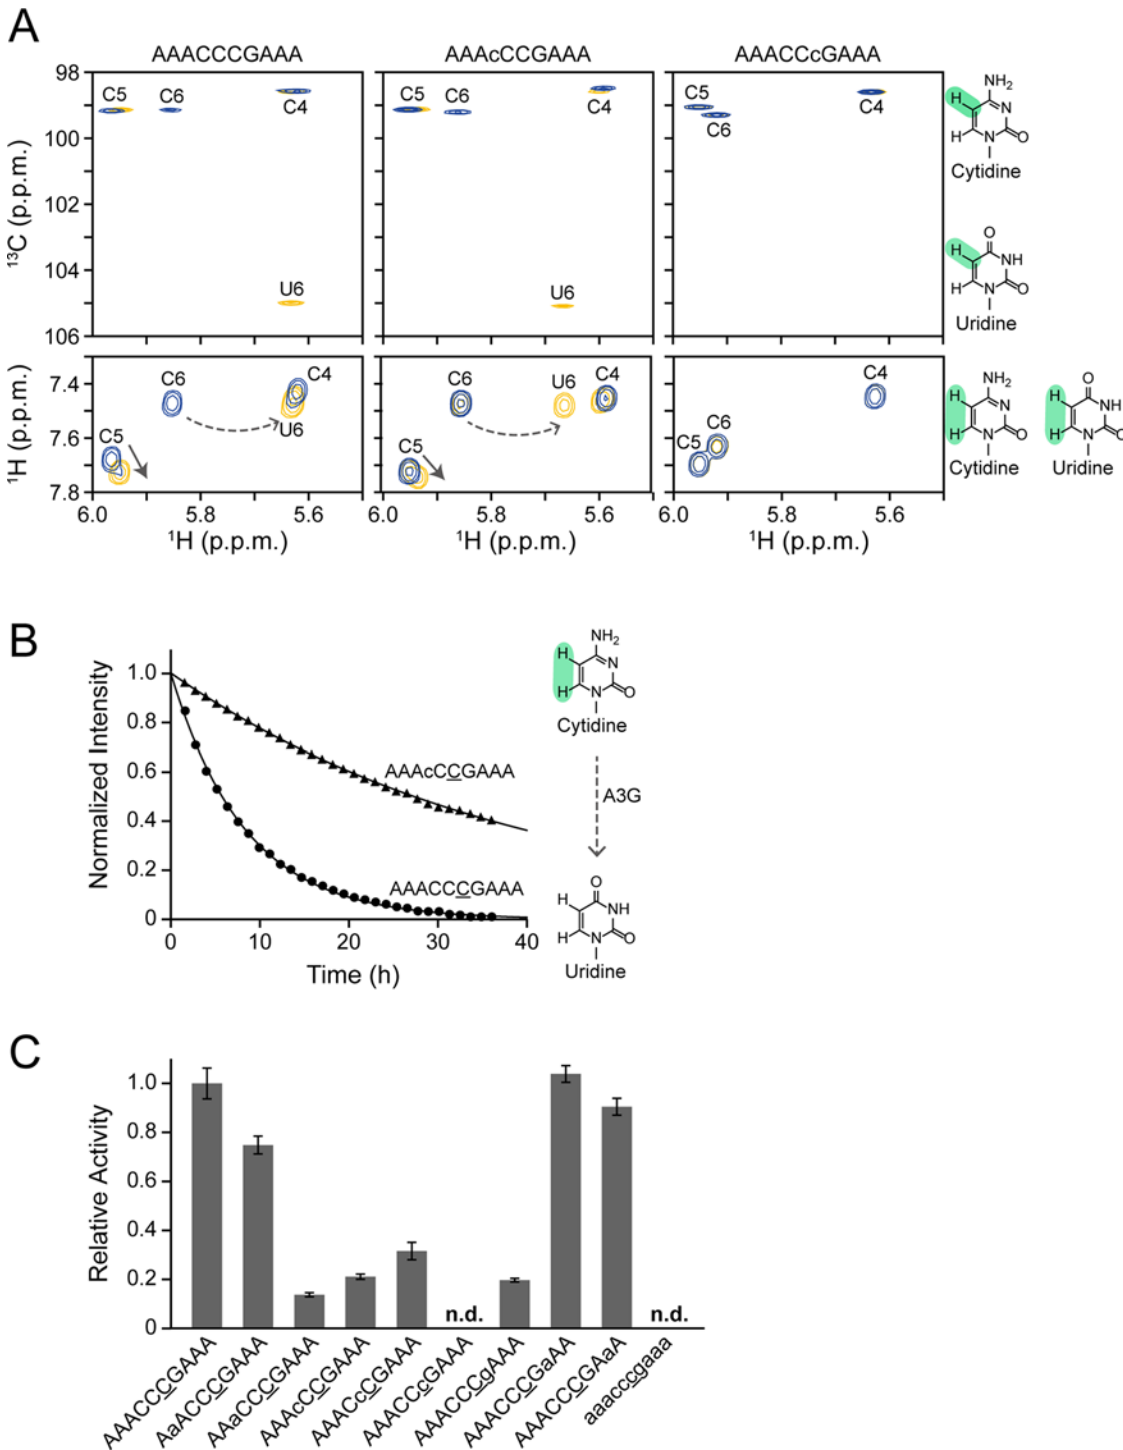 A
AAACCCGAAA
AAAcCCGAAA
AAACCcGAAA
98
100
102
104
106
¹³C (p.p.m.)
C5 C6 C4
U6
C5 C6 C4
U6
C5 C6 C4
NH₂
H N
H N O
Cytidine
O
H NH
H N O
Uridine
7.4
7.6
7.8
¹H (p.p.m.)
C6 C4
C5 U6
C6 U6 C4
C5
C4
C5 C6
6.0 5.8 5.6
6.0 5.8 5.6
6.0 5.8 5.6
¹H (p.p.m.)
¹H (p.p.m.)
¹H (p.p.m.)
NH₂
H N
H N O
Cytidine
O
H NH
H N O
Uridine
B
Normalized Intensity
1.0
0.8
0.6
0.4
0.2
0
AAAcCCGAAA
AAACCCGAAA
0 10 20 30 40
Time (h)
NH₂
H N
H N O
Cytidine
A3G
O
H NH
H N O
Uridine
C
Relative Activity
1.0
0.8
0.6
0.4
0.2
0
n.d.
n.d.
AAACCCGAAA
AaACCCGAAA
AAaCCCGAAA
AAAcCCGAAA
AAACcCGAAA
AAACCcGAAA
AAACCCgAAA
AAACCCGaAA
AAACCCGAaA
aaacccgaaa